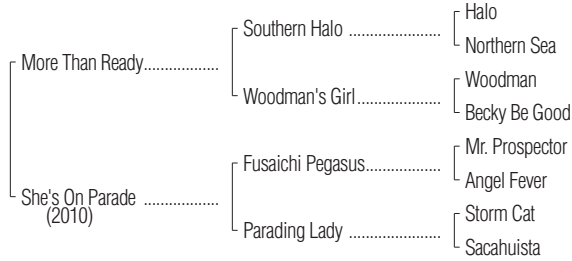 Halo
Southern Halo ....................
Northern Sea
More Than Ready................
Woodman
Woodman's Girl..................
Becky Be Good
Mr. Prospector
Fusaichi Pegasus................
Angel Fever
She's On Parade ................
(2010)
Storm Cat
Parading Lady ....................
Sacahuista